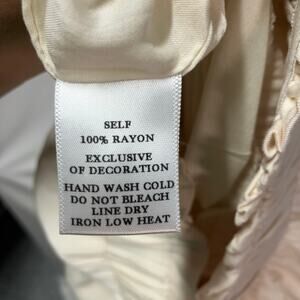 SELF
100% RAYON
EXCLUSIVE
OF DECORATION
HAND WASH COLD
DO NOT BLEACH
LINE DRY
IRON LOW HEAT